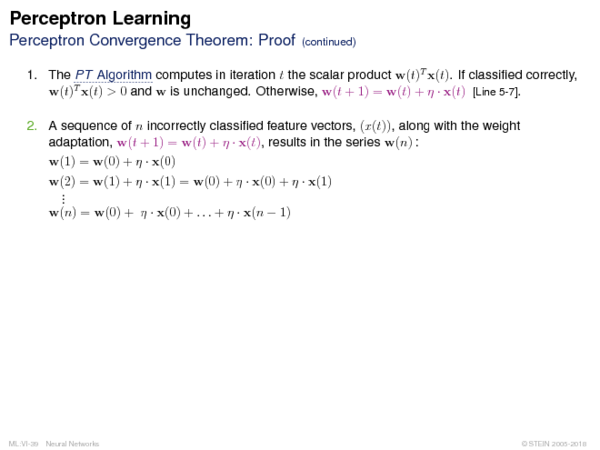 Perceptron Learning
Perceptron Convergence Theorem: Proof (continued)
1. The PT Algorithm computes in iteration t the scalar product w(t)ᵀx(t). If classified correctly,
w(t)ᵀx(t) > 0 and w is unchanged. Otherwise, w(t + 1) = w(t) + η · x(t) [Line 5-7].
2. A sequence of n incorrectly classified feature vectors, (x(t)), along with the weight
adaptation, w(t + 1) = w(t) + η · x(t), results in the series w(n) :
w(1) = w(0) + η · x(0)
w(2) = w(1) + η · x(1) = w(0) + η · x(0) + η · x(1)
⋮
w(n) = w(0) + η · x(0) + . . . + η · x(n − 1)
ML:VI-39 Neural Networks © STEIN 2005-2018